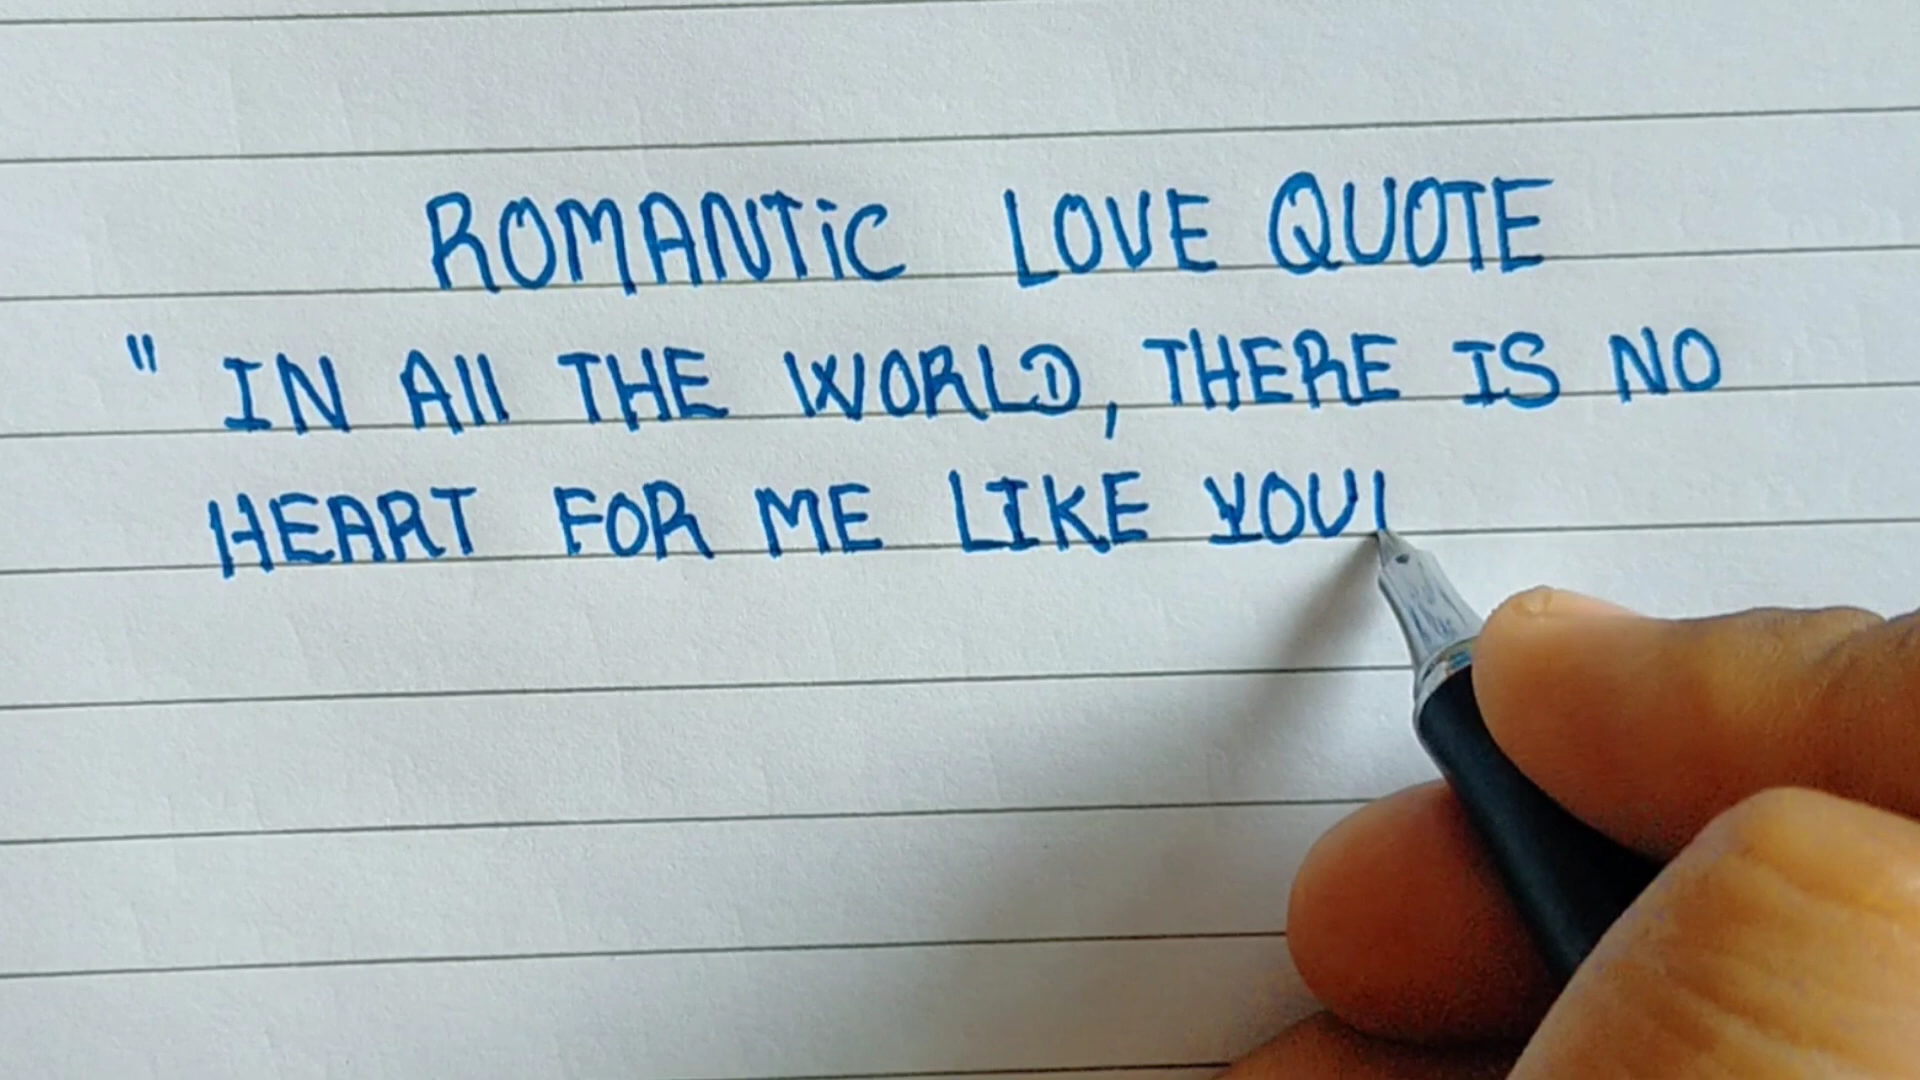 ROMANTiC LOVE QUOTE
" IN All THE WORLD, THERE IS NO
HEART FOR ME LIKE YOU